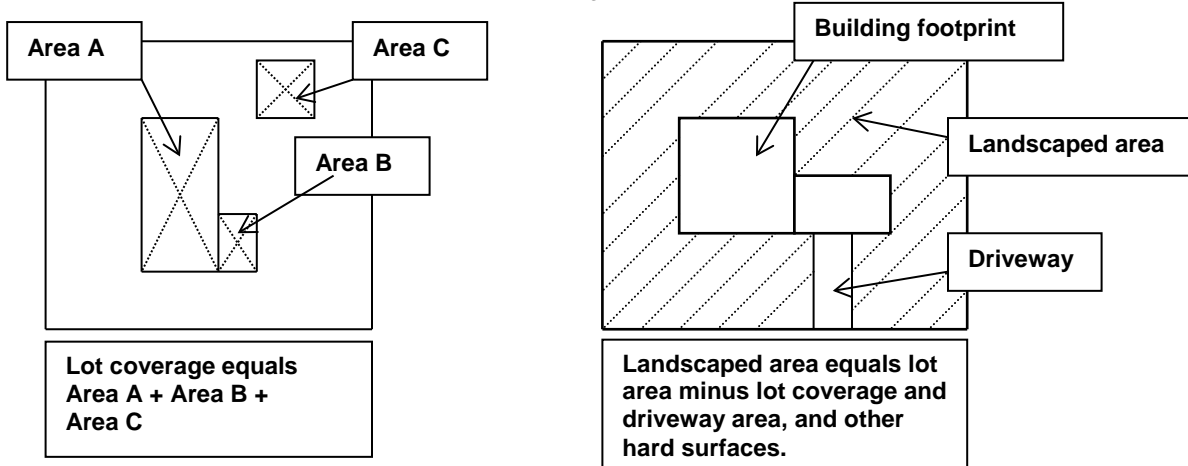 Area A
Area C
Area B
Lot coverage equals
Area A + Area B +
Area C
Building footprint
Landscaped area
Driveway
Landscaped area equals lot
area minus lot coverage and
driveway area, and other
hard surfaces.